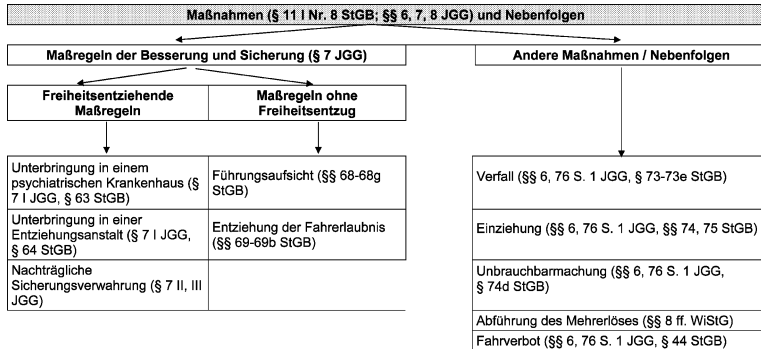 Maßnahmen (§ 11 I Nr. 8 StGB; §§ 6, 7, 8 JGG) und Nebenfolgen
Maßregeln der Besserung und Sicherung (§ 7 JGG)
Andere Maßnahmen / Nebenfolgen
Freiheitsentziehende
Maßregeln
Maßregeln ohne
Freiheitsentzug
Unterbringung in einem
psychiatrischen Krankenhaus (§
7 I JGG, § 63 StGB)
Führungsaufsicht (§§ 68-68g
StGB)
Verfall (§§ 6, 76 S. 1 JGG, § 73-73e StGB)
Unterbringung in einer
Entziehungsanstalt (§ 7 I JGG,
§ 64 StGB)
Entziehung der Fahrerlaubnis
(§§ 69-69b StGB)
Einziehung (§§ 6, 76 S. 1 JGG, §§ 74, 75 StGB)
Nachträgliche
Sicherungsverwahrung (§ 7 II, III
JGG)
Unbrauchbarmachung (§§ 6, 76 S. 1 JGG,
§ 74d StGB)
Abführung des Mehrerlöses (§§ 8 ff. WiStG)
Fahrverbot (§§ 6, 76 S. 1 JGG, § 44 StGB)